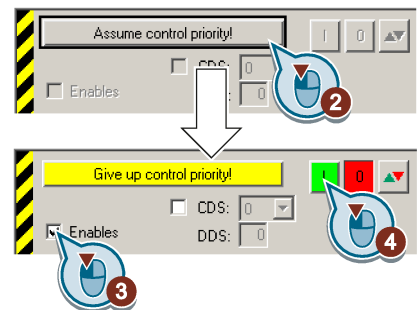 Assume control priority!
I 0
CDS: 0
Enables
0
2
Give up control priority!
I 0
CDS: 0
Enables
DDS: 0
4
3